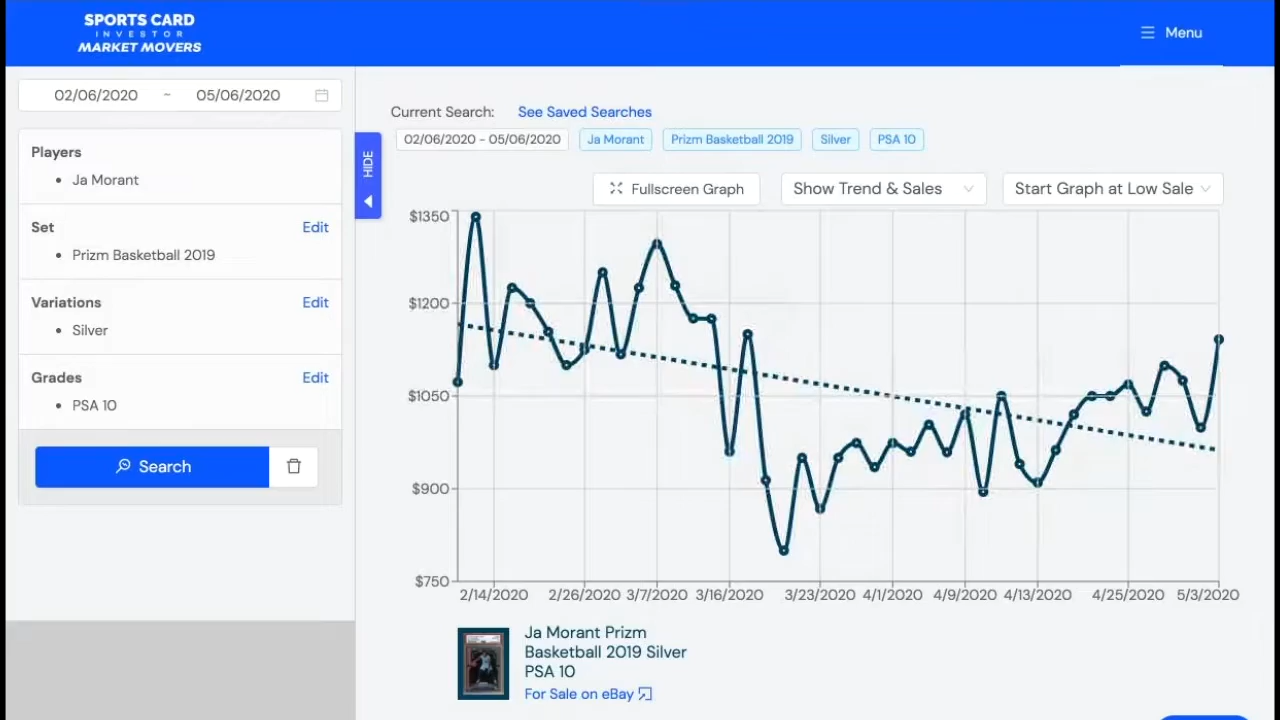 SPORTS CARD
INVESTOR
MARKET MOVERS
Menu
02/06/2020 ~ 05/06/2020
Players
Ja Morant
Set Edit
Prizm Basketball 2019
Variations Edit
Silver
Grades Edit
PSA 10
Search
HIDE
Current Search: See Saved Searches
02/06/2020 - 05/06/2020 Ja Morant Prizm Basketball 2019 Silver PSA 10
Fullscreen Graph Show Trend & Sales Start Graph at Low Sale
$1350
$1200
$1050
$900
$750
2/14/2020 2/26/2020 3/7/2020 3/16/2020 3/23/2020 4/1/2020 4/9/2020 4/13/2020 4/25/2020 5/3/2020
Ja Morant Prizm
Basketball 2019 Silver
PSA 10
For Sale on eBay